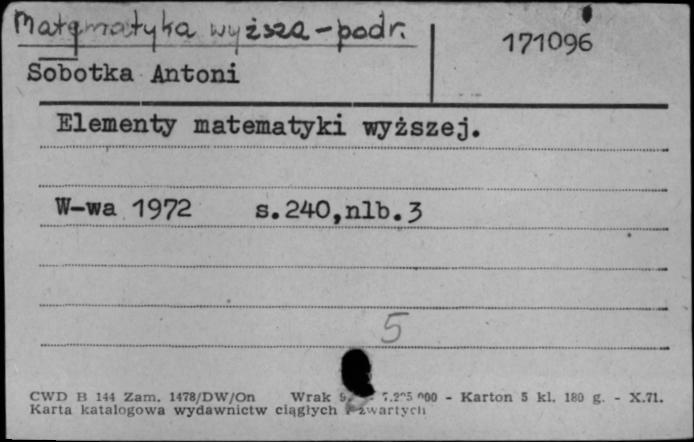 Matematyka wyższa - podr.
171096
Sobotka Antoni
Elementy matematyki wyższej.
W-wa 1972 s.240,nlb.3
5
CWD B 144 Zam. 1478/DW/On Wrak - Karton 5 kl. 180 g. - X.71.
Karta katalogowa wydawnictw ciągłych i zwartych